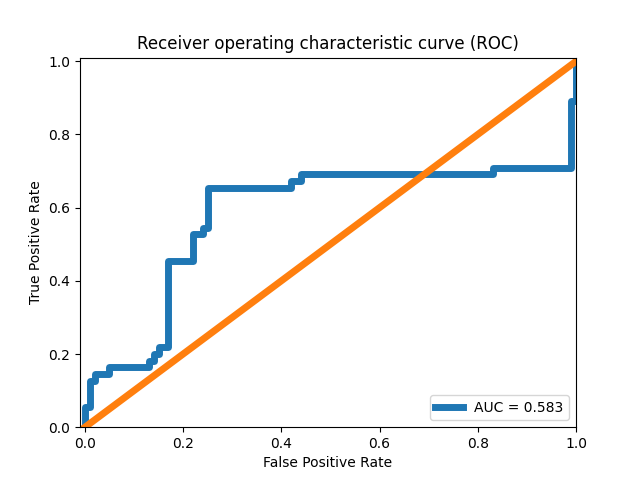 Receiver operating characteristic curve (ROC)
1.0
0.8
0.6
0.4
0.2
0.0
True Positive Rate
AUC = 0.583
0.0 0.2 0.4 0.6 0.8 1.0
False Positive Rate